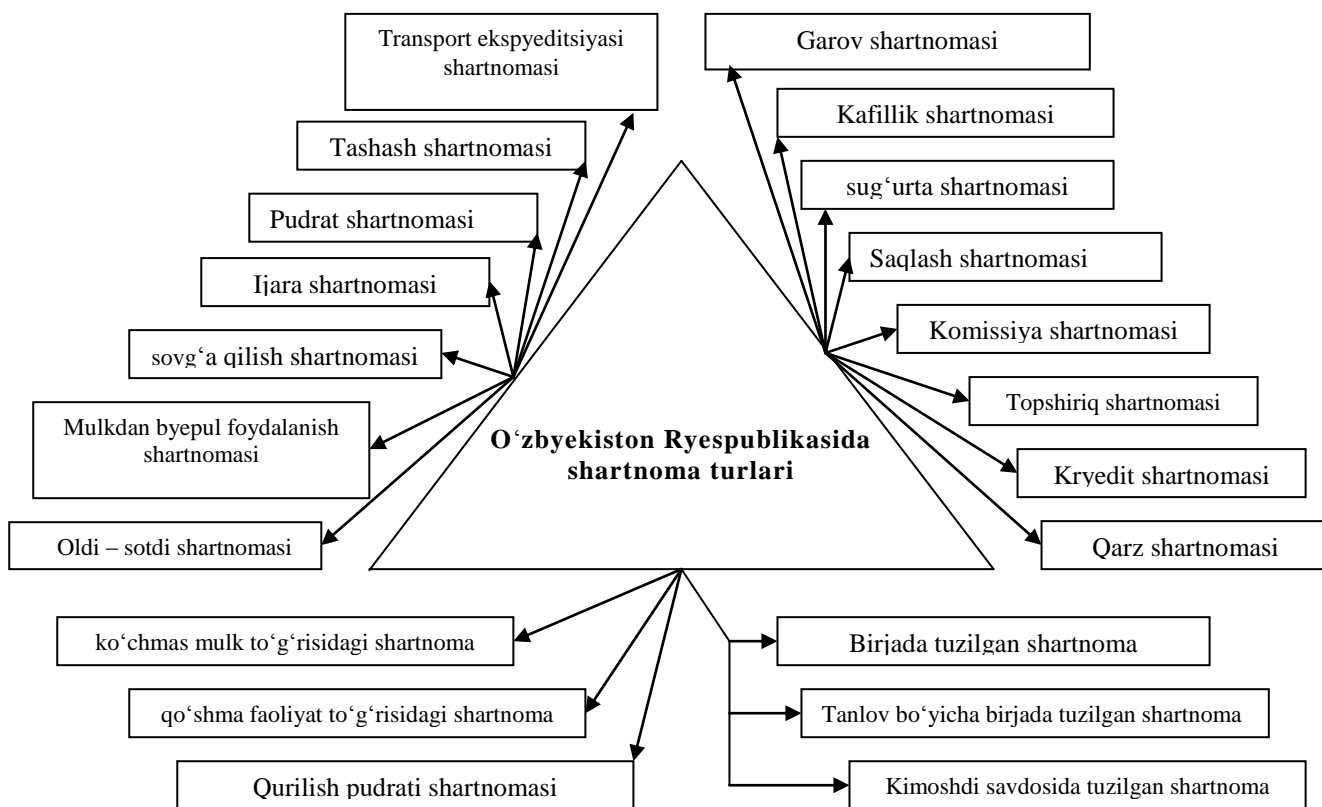 Transport ekspyeditsiyasi
shartnomasi
Tashash shartnomasi
Pudrat shartnomasi
Ijara shartnomasi
sovg‘a qilish shartnomasi
Mulkdan byepul foydalanish
shartnomasi
Oldi – sotdi shartnomasi
Garov shartnomasi
Kafillik shartnomasi
sug‘urta shartnomasi
Saqlash shartnomasi
Komissiya shartnomasi
Topshiriq shartnomasi
Kryedit shartnomasi
Qarz shartnomasi
O‘zbyekiston Ryespublikasida
shartnoma turlari
ko‘chmas mulk to‘g‘risidagi shartnoma
qo‘shma faoliyat to‘g‘risidagi shartnoma
Qurilish pudrati shartnomasi
Birjada tuzilgan shartnoma
Tanlov bo‘yicha birjada tuzilgan shartnoma
Kimoshdi savdosida tuzilgan shartnoma